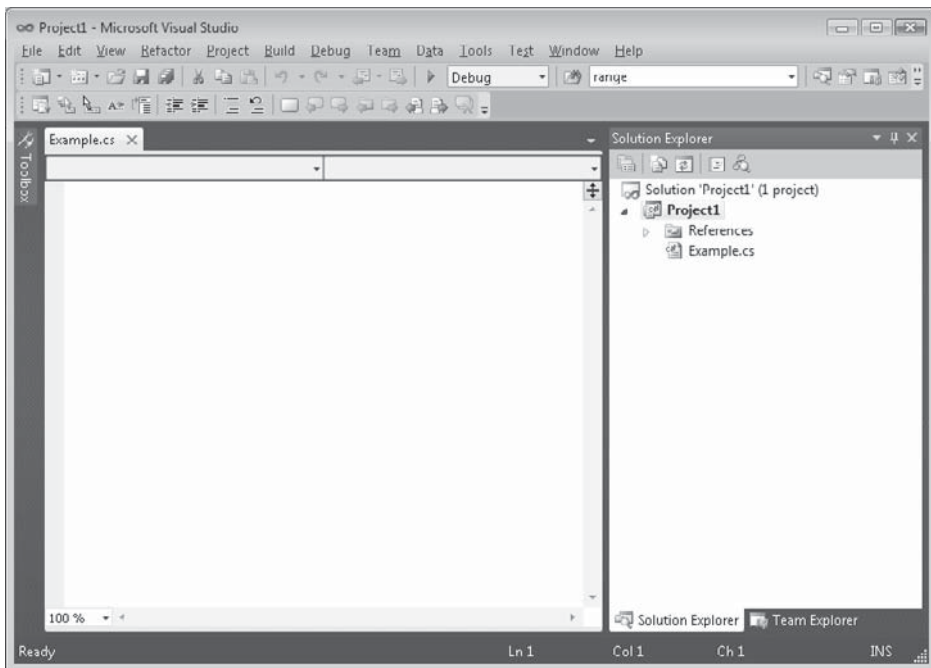 Project1 - Microsoft Visual Studio
File Edit View Refactor Project Build Debug Team Data Tools Test Window Help
Debug range
Toolbox
Example.cs
Solution Explorer
Solution 'Project1' (1 project)
Project1
References
Example.cs
100 %
Solution Explorer Team Explorer
Ready Ln 1 Col 1 Ch 1 INS